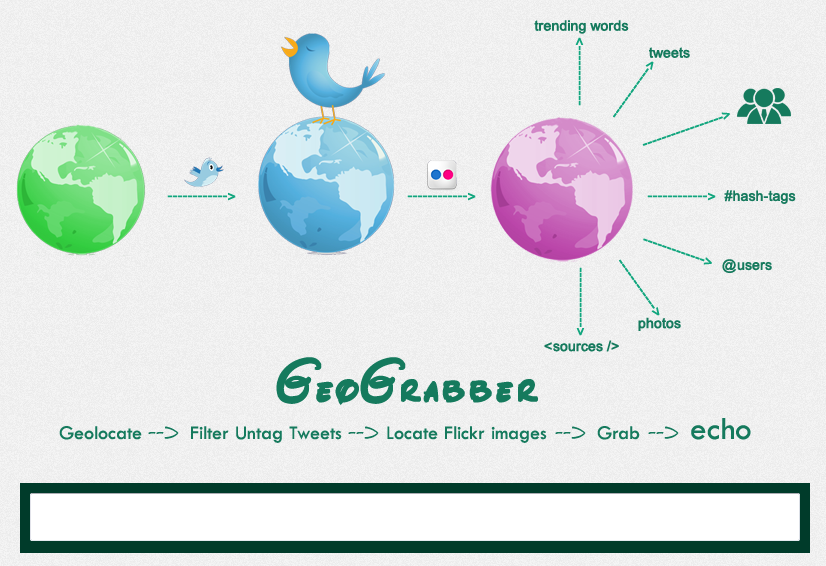 trending words
tweets
#hash-tags
@users
photos
<sources />
GeoGrabber
Geolocate --> Filter Untag Tweets --> Locate Flickr images --> Grab --> echo